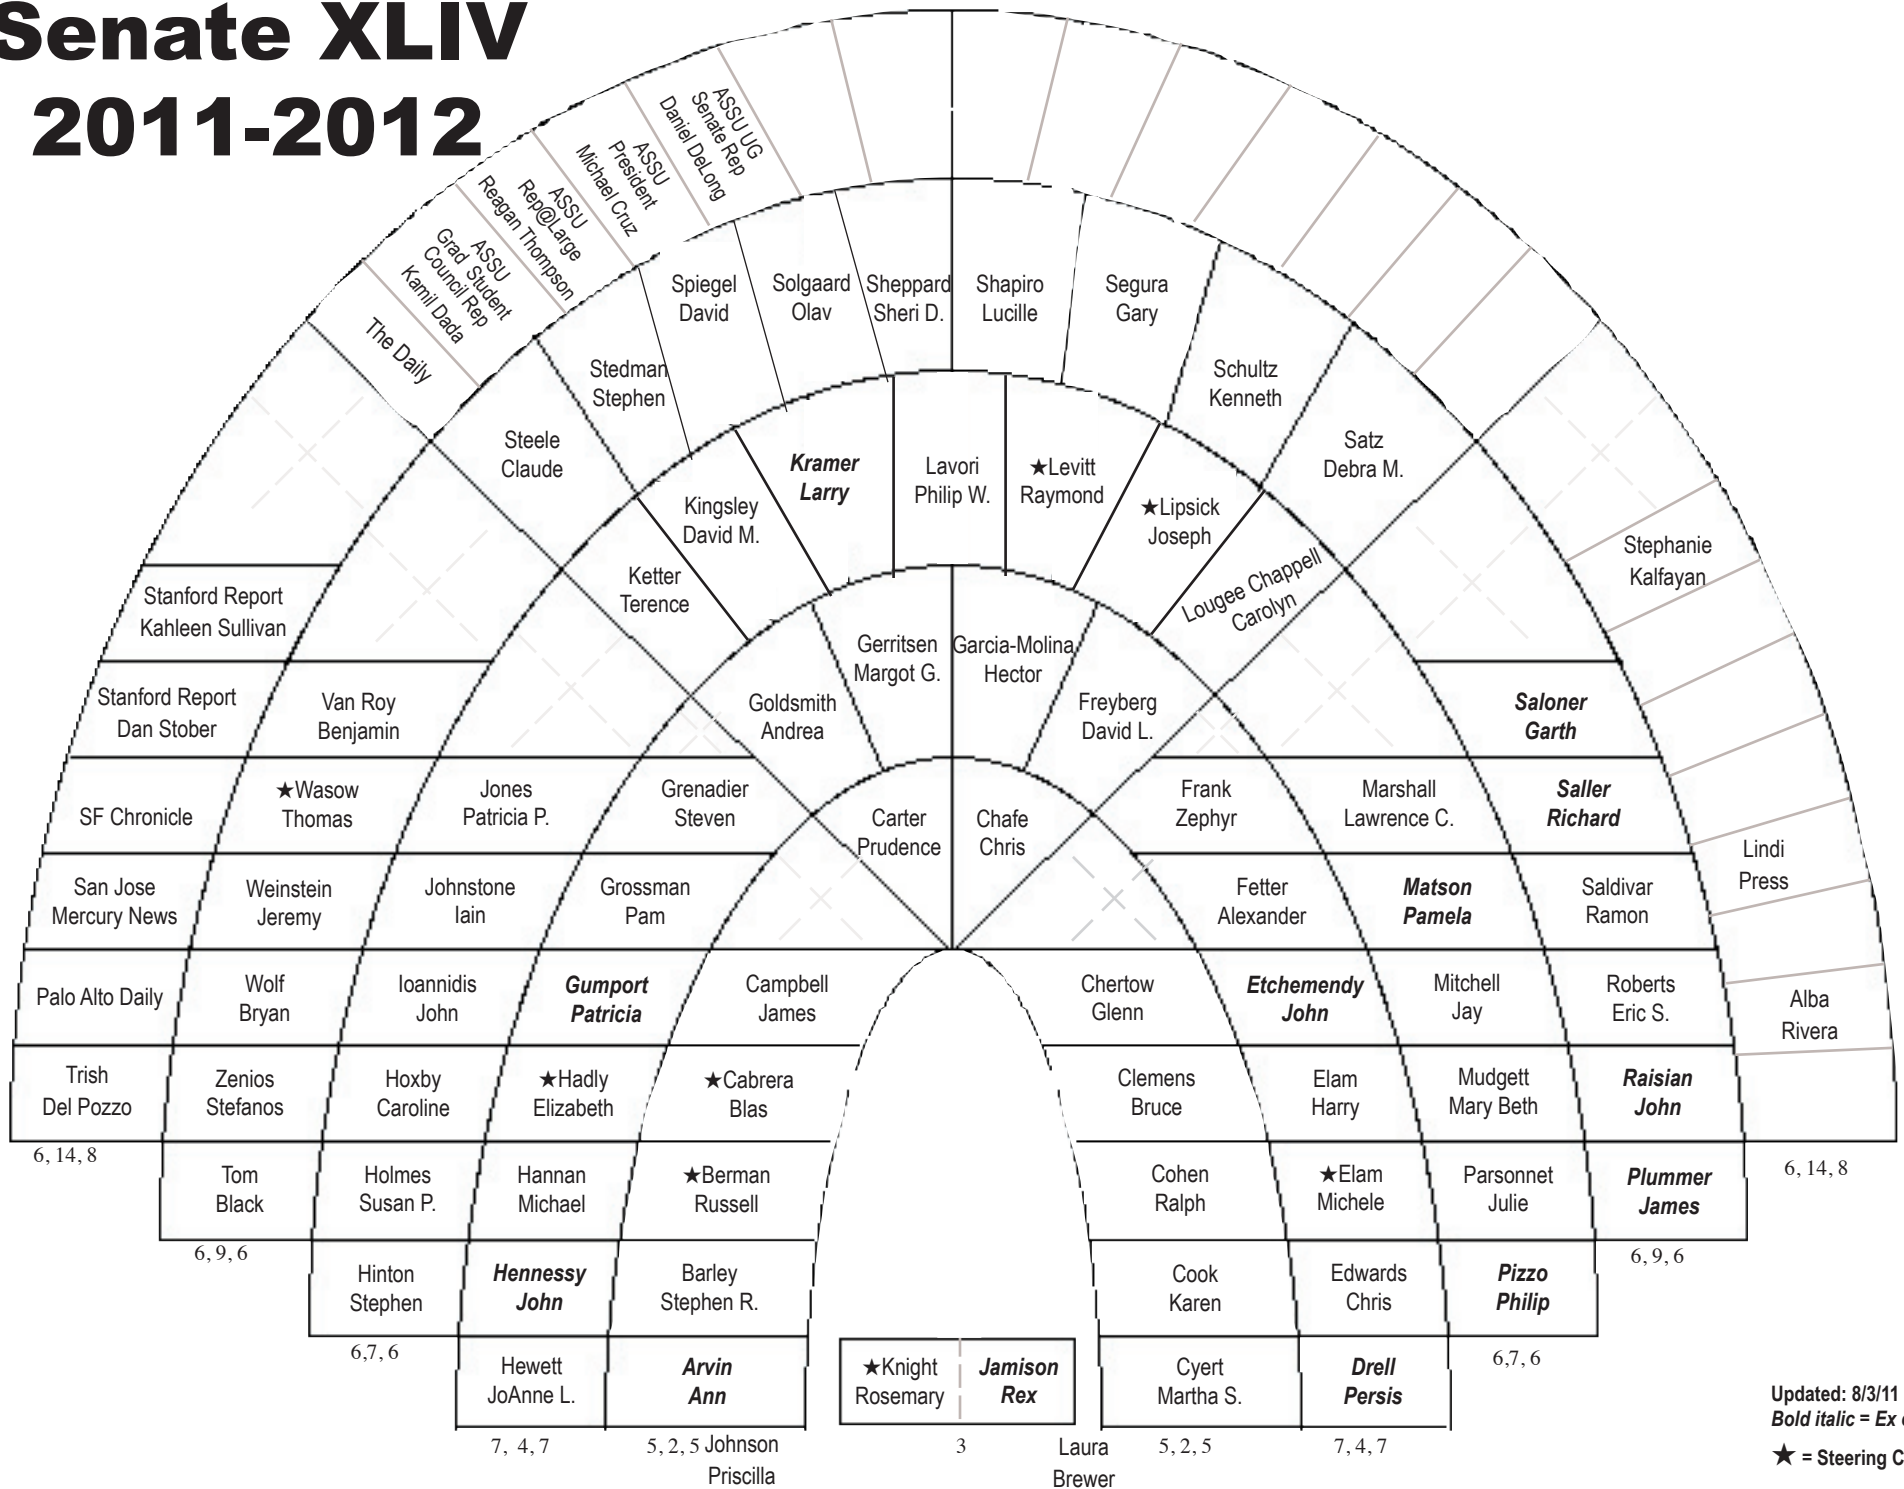 Senate XLIV
2011-2012
ASSU UG
Senate Rep
Daniel DeLong
ASSU
President
Michael Cruz
ASSU
Rep@Large
Reagan Thompson
ASSU
Grad Student
Council Rep
Kamil Dada
The Daily
Steele
Claude
Stedman
Stephen
Spiegel
David
Solgaard
Olav
Sheppard
Sheri D.
Shapiro
Lucille
Segura
Gary
Schultz
Kenneth
Satz
Debra M.
Ketter
Terence
Kingsley
David M.
Kramer
Larry
Lavori
Philip W.
★Levitt
Raymond
★Lipsick
Joseph
Lougee Chappell
Carolyn
Goldsmith
Andrea
Gerritsen
Margot G.
Garcia-Molina
Hector
Freyberg
David L.
Carter
Prudence
Chafe
Chris
Stephanie
Kalfayan
Stanford Report
Kahleen Sullivan
Stanford Report
Dan Stober
Van Roy
Benjamin
Saloner
Garth
SF Chronicle
★Wasow
Thomas
Jones
Patricia P.
Grenadier
Steven
Frank
Zephyr
Marshall
Lawrence C.
Saller
Richard
San Jose
Mercury News
Weinstein
Jeremy
Johnstone
Iain
Grossman
Pam
Fetter
Alexander
Matson
Pamela
Saldivar
Ramon
Lindi
Press
Palo Alto Daily
Wolf
Bryan
Ioannidis
John
Gumport
Patricia
Campbell
James
Chertow
Glenn
Etchemendy
John
Mitchell
Jay
Roberts
Eric S.
Alba
Rivera
Trish
Del Pozzo
Zenios
Stefanos
Hoxby
Caroline
★Hadly
Elizabeth
★Cabrera
Blas
Clemens
Bruce
Elam
Harry
Mudgett
Mary Beth
Raisian
John
6, 14, 8
Tom
Black
Holmes
Susan P.
Hannan
Michael
★Berman
Russell
Cohen
Ralph
★Elam
Michele
Parsonnet
Julie
Plummer
James
6, 14, 8
6, 9, 6
Hinton
Stephen
Hennessy
John
Barley
Stephen R.
Cook
Karen
Edwards
Chris
Pizzo
Philip
6, 9, 6
6,7, 6
Hewett
JoAnne L.
Arvin
Ann
★Knight
Rosemary
Jamison
Rex
Cyert
Martha S.
Drell
Persis
6,7, 6
7, 4, 7
5, 2, 5
Johnson
Priscilla
3
Laura
Brewer
5, 2, 5
7, 4, 7
Updated: 8/3/11
Bold italic = Ex
★ = Steering C